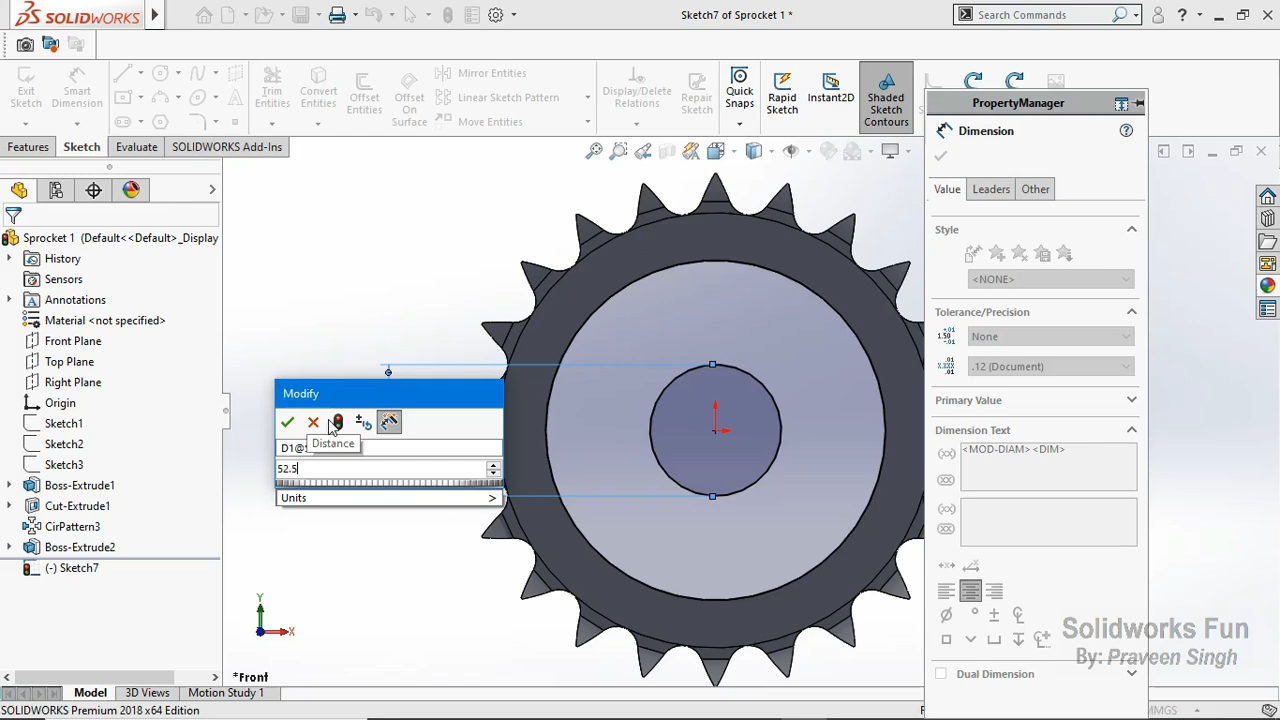 SOLIDWORKS
Sketch7 of Sprocket 1 *
Search Commands
Exit Sketch
Smart Dimension
Trim Entities
Convert Entities
Offset Entities
Offset On Surface
Mirror Entities
Linear Sketch Pattern
Move Entities
Display/Delete Relations
Repair Sketch
Quick Snaps
Rapid Sketch
Instant2D
Shaded Sketch Contours
Features
Sketch
Evaluate
SOLIDWORKS Add-Ins
PropertyManager
Dimension
Value
Leaders
Other
Style
<NONE>
Tolerance/Precision
None
.12 (Document)
Primary Value
Dimension Text
<MOD-DIAM> <DIM>
Dual Dimension
Sprocket 1 (Default<<Default>_Display
History
Sensors
Annotations
Material <not specified>
Front Plane
Top Plane
Right Plane
Origin
Sketch1
Sketch2
Sketch3
Boss-Extrude1
Cut-Extrude1
CirPattern3
Boss-Extrude2
(-) Sketch7
Modify
Distance
D1@
52.5
Units
Y
X
*Front
Solidworks Fun
By: Praveen Singh
Model
3D Views
Motion Study 1
SOLIDWORKS Premium 2018 x64 Edition
MMGS